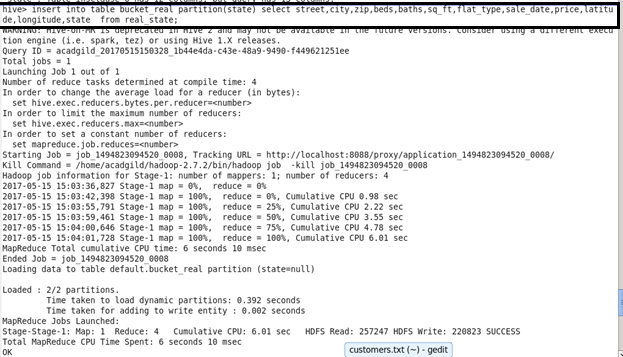 hive> insert into table bucket_real partition(state) select street,city,zip,beds,baths,sq_ft,flat_type,sale_date,price,latitu
de,longitude,state  from real_state;
WARNING: Hive-on-MR is deprecated in Hive 2 and may not be available in the future versions. Consider using a different execu
tion engine (i.e. spark, tez) or using Hive 1.X releases.
Query ID = acadgild_20170515150328_1b44e4da-c43e-48a9-9490-f449621251ee
Total jobs = 1
Launching Job 1 out of 1
Number of reduce tasks determined at compile time: 4
In order to change the average load for a reducer (in bytes):
  set hive.exec.reducers.bytes.per.reducer=<number>
In order to limit the maximum number of reducers:
  set hive.exec.reducers.max=<number>
In order to set a constant number of reducers:
  set mapreduce.job.reduces=<number>
Starting Job = job_1494823094520_0008, Tracking URL = http://localhost:8088/proxy/application_1494823094520_0008/
Kill Command = /home/acadgild/hadoop-2.7.2/bin/hadoop job  -kill job_1494823094520_0008
Hadoop job information for Stage-1: number of mappers: 1; number of reducers: 4
2017-05-15 15:03:36,827 Stage-1 map = 0%,  reduce = 0%
2017-05-15 15:03:42,398 Stage-1 map = 100%,  reduce = 0%, Cumulative CPU 0.98 sec
2017-05-15 15:03:55,791 Stage-1 map = 100%,  reduce = 25%, Cumulative CPU 2.22 sec
2017-05-15 15:03:59,461 Stage-1 map = 100%,  reduce = 50%, Cumulative CPU 3.55 sec
2017-05-15 15:04:00,646 Stage-1 map = 100%,  reduce = 75%, Cumulative CPU 4.78 sec
2017-05-15 15:04:01,728 Stage-1 map = 100%,  reduce = 100%, Cumulative CPU 6.01 sec
MapReduce Total cumulative CPU time: 6 seconds 10 msec
Ended Job = job_1494823094520_0008
Loading data to table default.bucket_real partition (state=null)
Loaded : 2/2 partitions.
         Time taken to load dynamic partitions: 0.392 seconds
         Time taken for adding to write entity : 0.002 seconds
MapReduce Jobs Launched:
Stage-Stage-1: Map: 1  Reduce: 4   Cumulative CPU: 6.01 sec   HDFS Read: 257247 HDFS Write: 220823 SUCCESS
Total MapReduce CPU Time Spent: 6 seconds 10 msec
OK
customers.txt (~) - gedit